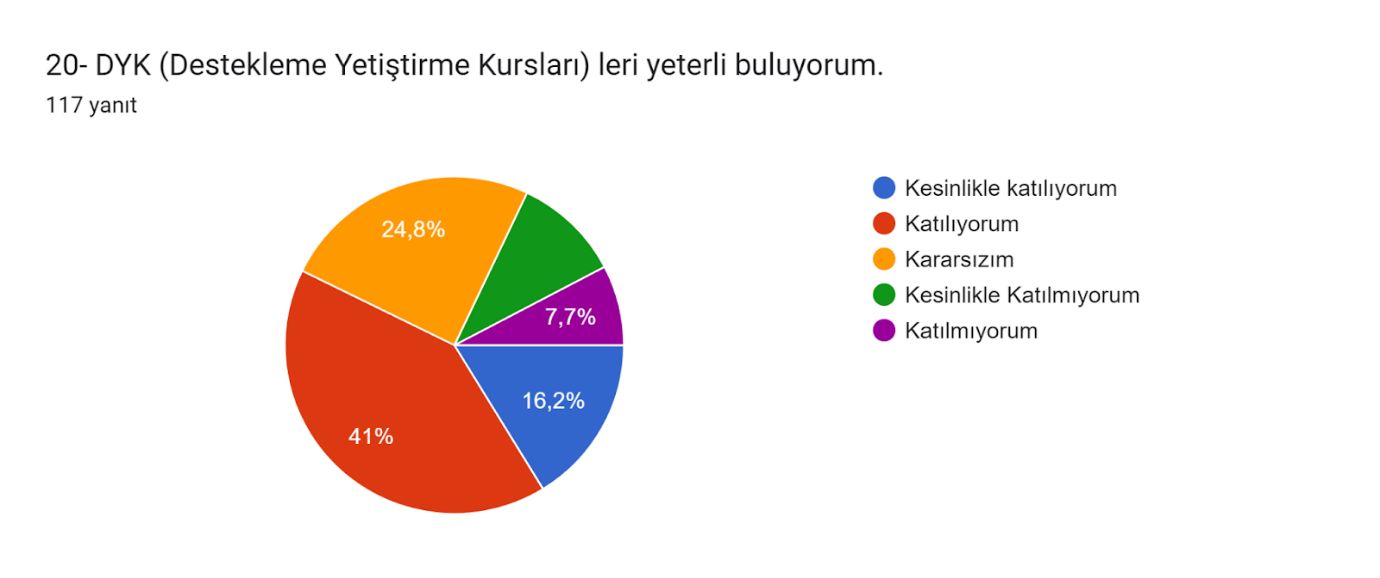 20- DYK (Destekleme Yetiştirme Kursları) leri yeterli buluyorum.
117 yanıt
24,8%
7,7%
16,2%
41%
Kesinlikle katılıyorum
Katılıyorum
Kararsızım
Kesinlikle Katılmıyorum
Katılmıyorum